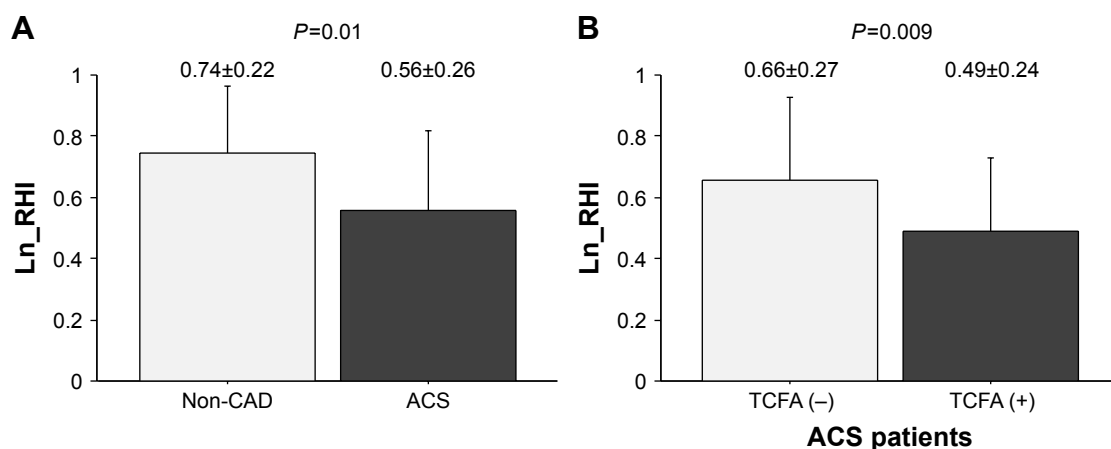 A
P=0.01
0.74±0.22
0.56±0.26
1
0.8
0.6
0.4
0.2
0
Ln_RHI
Non-CAD
ACS
B
P=0.009
0.66±0.27
0.49±0.24
1
0.8
0.6
0.4
0.2
0
Ln_RHI
TCFA (–)
TCFA (+)
ACS patients